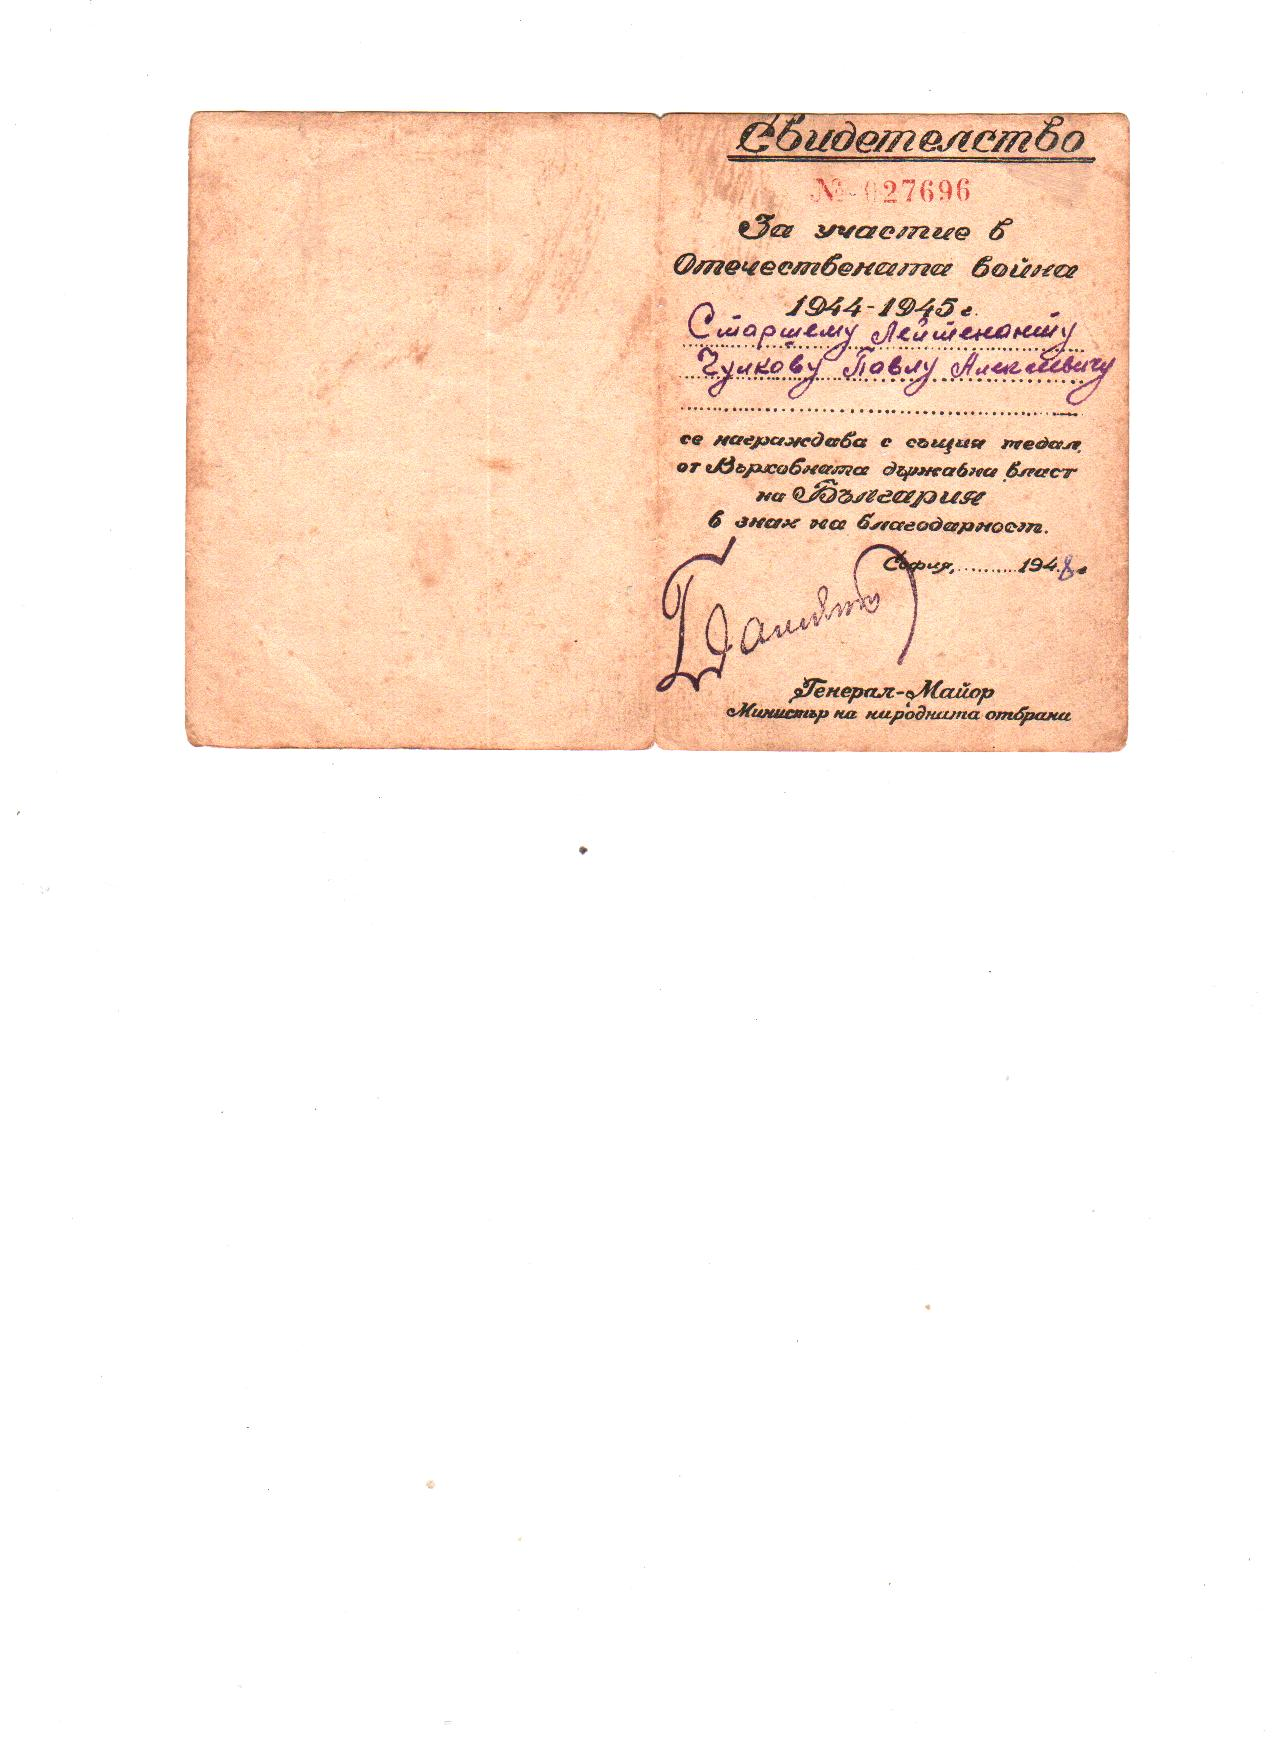 Свидетелство
№ 027696
За участие в
Отечествената война
1944-1945 г.
Старшему Лейтенанту
Чулкову Павлу Алексеевичу
се награждава с същия медал,
от Върховната държавна власт
на България
в знак на благодарност.
София, ......... 1948 г.
Генерал-Майор
Министър на народната отбрана